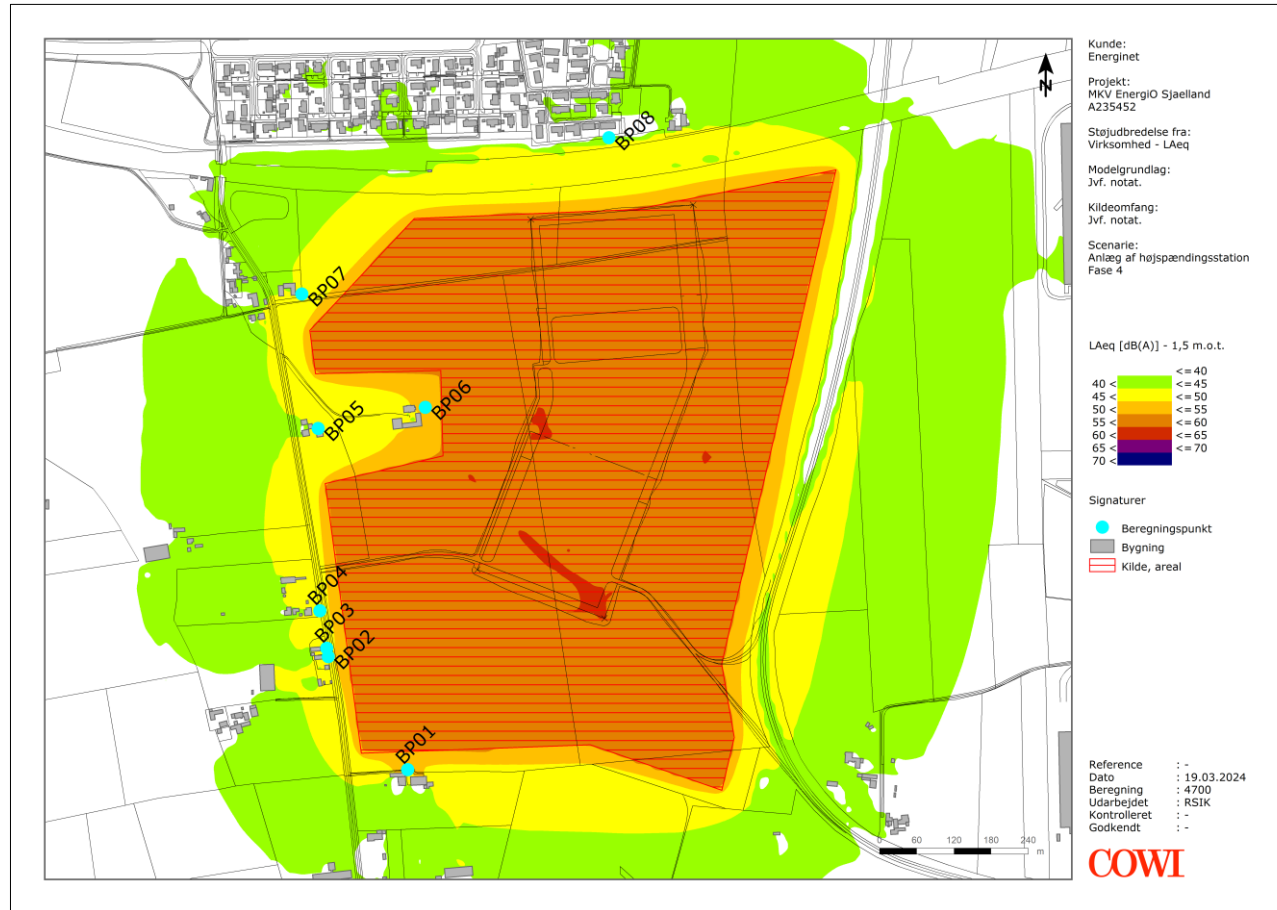 Kunde:
Energinet
Projekt:
MKV EnergiO Sjaelland
A235452
Støjudbredelse fra:
Virksomhed - LAeq
Modelgrundlag:
Jvf. notat.
Kildeomfang:
Jvf. notat.
Scenarie:
Anlæg af højspændingsstation
Fase 4
N
BP08
BP07
BP06
BP05
BP04
BP03
BP02
BP01
LAeq [dB(A)] - 1,5 m.o.t.
<= 40
40 < <= 45
45 < <= 50
50 < <= 55
55 < <= 60
60 < <= 65
65 < <= 70
70 <
Signaturer
Beregningspunkt
Bygning
Kilde, areal
Reference : -
Dato : 19.03.2024
Beregning : 4700
Udarbejdet : RSIK
Kontrolleret : -
Godkendt : -
0 60 120 180 240
m
COWI